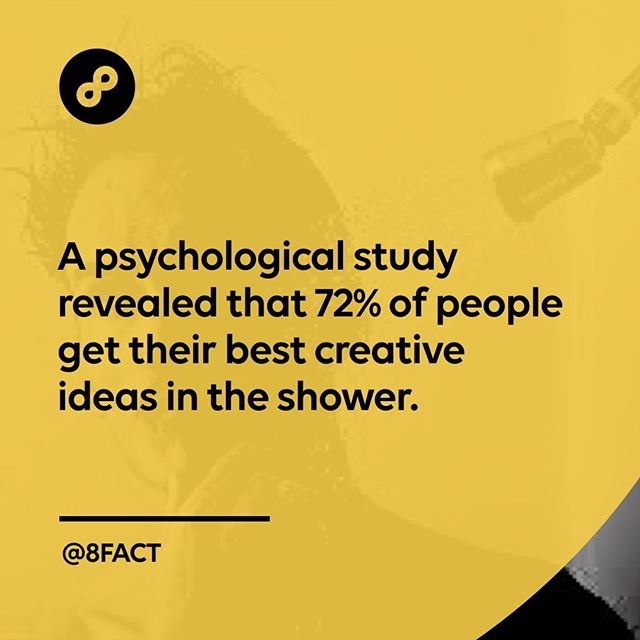 A psychological study
revealed that 72% of people
get their best creative
ideas in the shower.
@8FACT